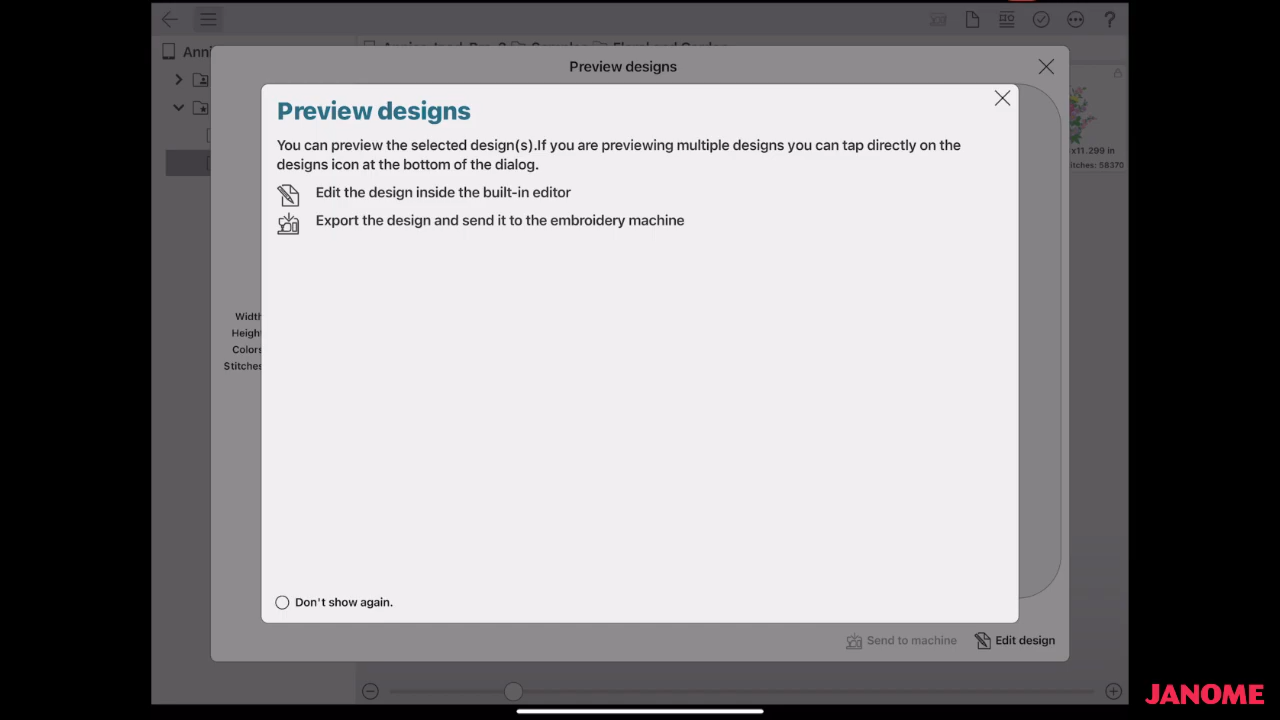 Preview designs
Preview designs
You can preview the selected design(s).If you are previewing multiple designs you can tap directly on the
designs icon at the bottom of the dialog.
Edit the design inside the built-in editor
Export the design and send it to the embroidery machine
x11.299 in
58370
Width
Height
Colors
Stitches
Don't show again.
Send to machine
Edit design
JANOME